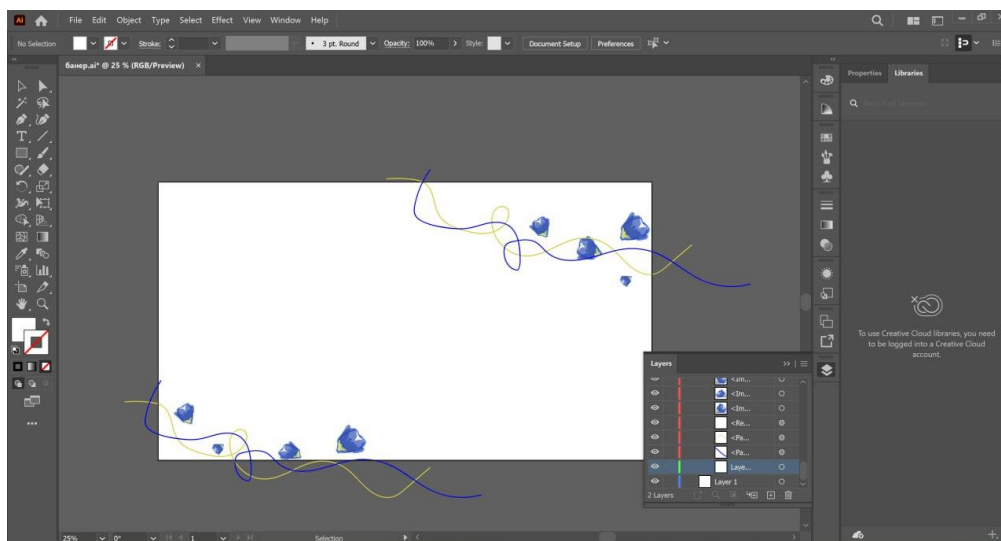 Ai File Edit Object Type Select Effect View Window Help
No Selection Stroke: 3 pt. Round Opacity: 100% Style: Document Setup Preferences
банер.ai* @ 25 % (RGB/Preview) ×
Properties Libraries
To use Creative Cloud libraries, you need
to be logged into a Creative Cloud
account.
Layers
<Im...
<Im...
<Im...
<Re...
<Pa...
<Pa...
Laye...
Layer 1
2 Layers
25% 0° 1 Selection